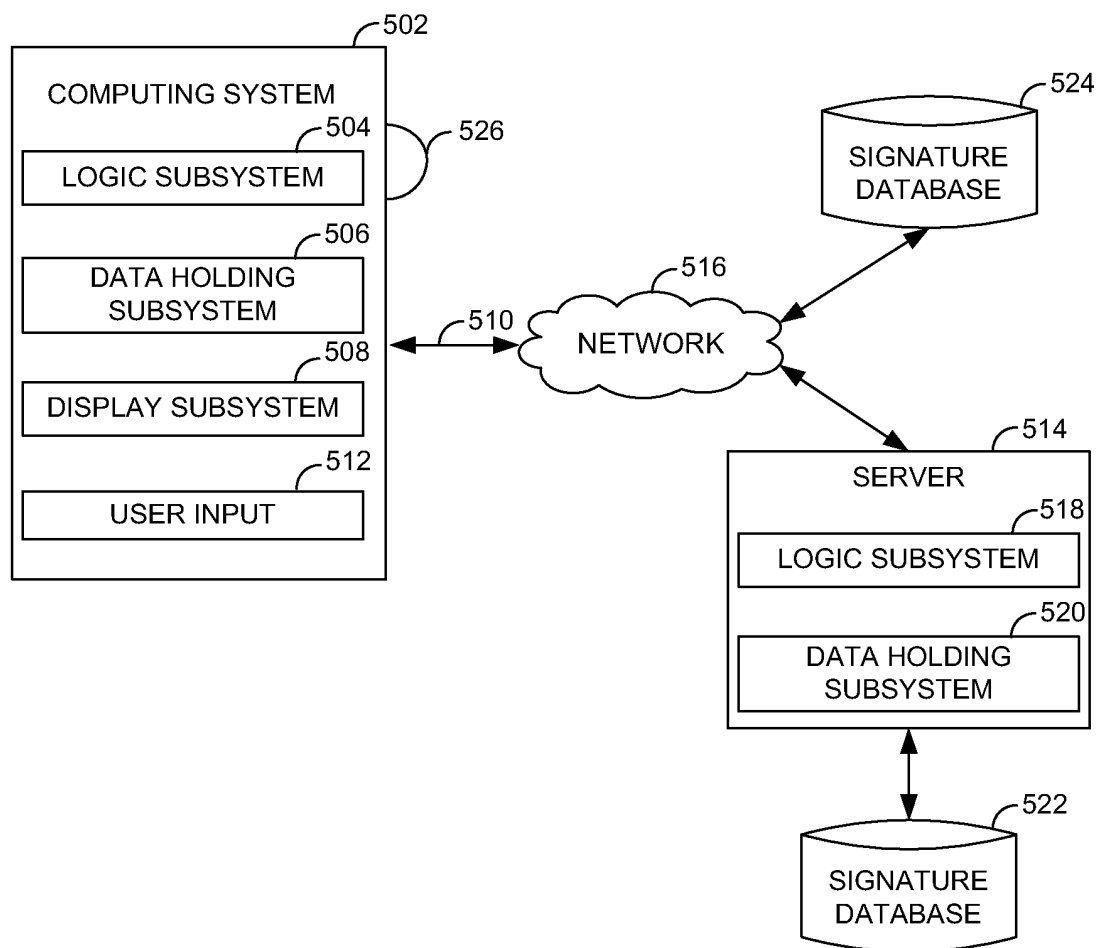 502
COMPUTING SYSTEM
504
526
LOGIC SUBSYSTEM
506
DATA HOLDING
SUBSYSTEM
508
DISPLAY SUBSYSTEM
512
USER INPUT
510
516
NETWORK
524
SIGNATURE
DATABASE
514
SERVER
518
LOGIC SUBSYSTEM
520
DATA HOLDING
SUBSYSTEM
522
SIGNATURE
DATABASE